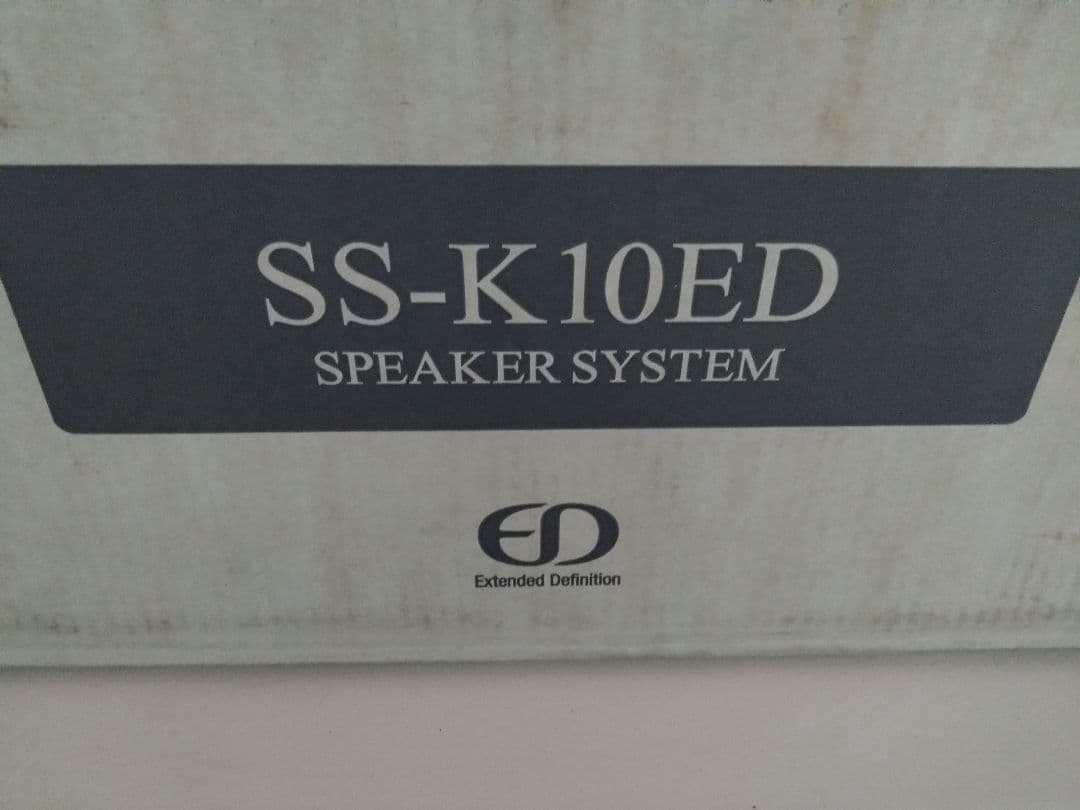 SS-K10ED
SPEAKER SYSTEM
ED
Extended Definition